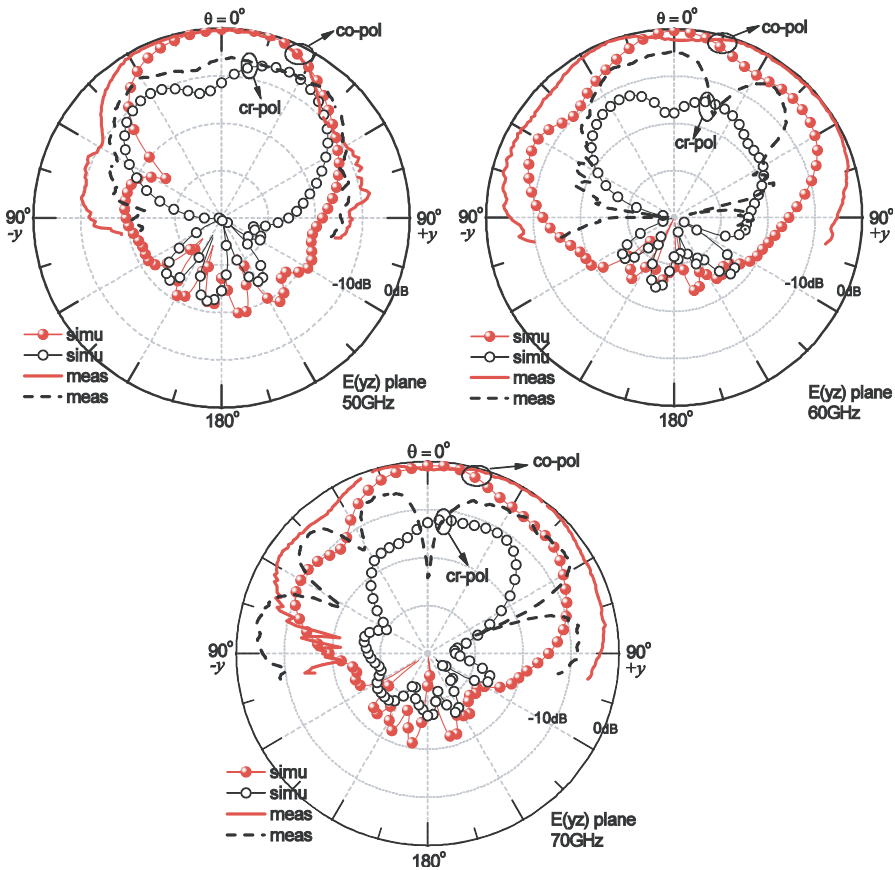 θ = 0°
co-pol
cr-pol
90°
-y
90°
+y
-10dB
0dB
simu
simu
meas
meas
E(yz) plane
50GHz
180°
θ = 0°
co-pol
cr-pol
90°
-y
90°
+y
-10dB
0dB
simu
simu
meas
meas
E(yz) plane
60GHz
180°
θ = 0°
co-pol
cr-pol
90°
-y
90°
+y
-10dB
0dB
simu
simu
meas
meas
E(yz) plane
70GHz
180°